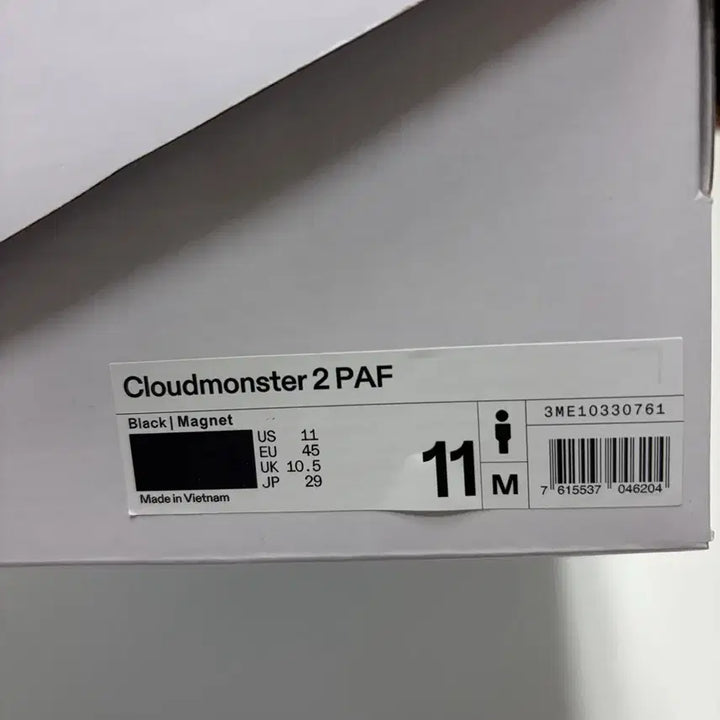 Cloudmonster 2 PAF
Black | Magnet
US 11
EU 45
UK 10.5
JP 29
Made in Vietnam
11
M
3ME10330761
7 615537 046204